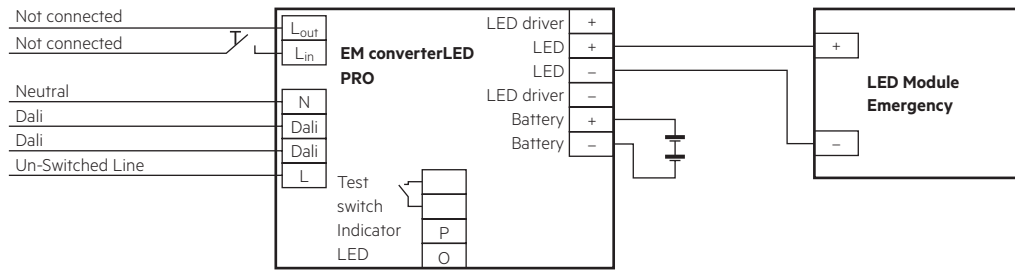 Not connected
Not connected
Neutral
Dali
Dali
Un-Switched Line
Lout
Lin
N
Dali
Dali
L
EM converterLED
PRO
Test
switch
Indicator
LED
P
O
LED driver +
LED +
LED –
LED driver –
Battery +
Battery –
+
–
LED Module
Emergency